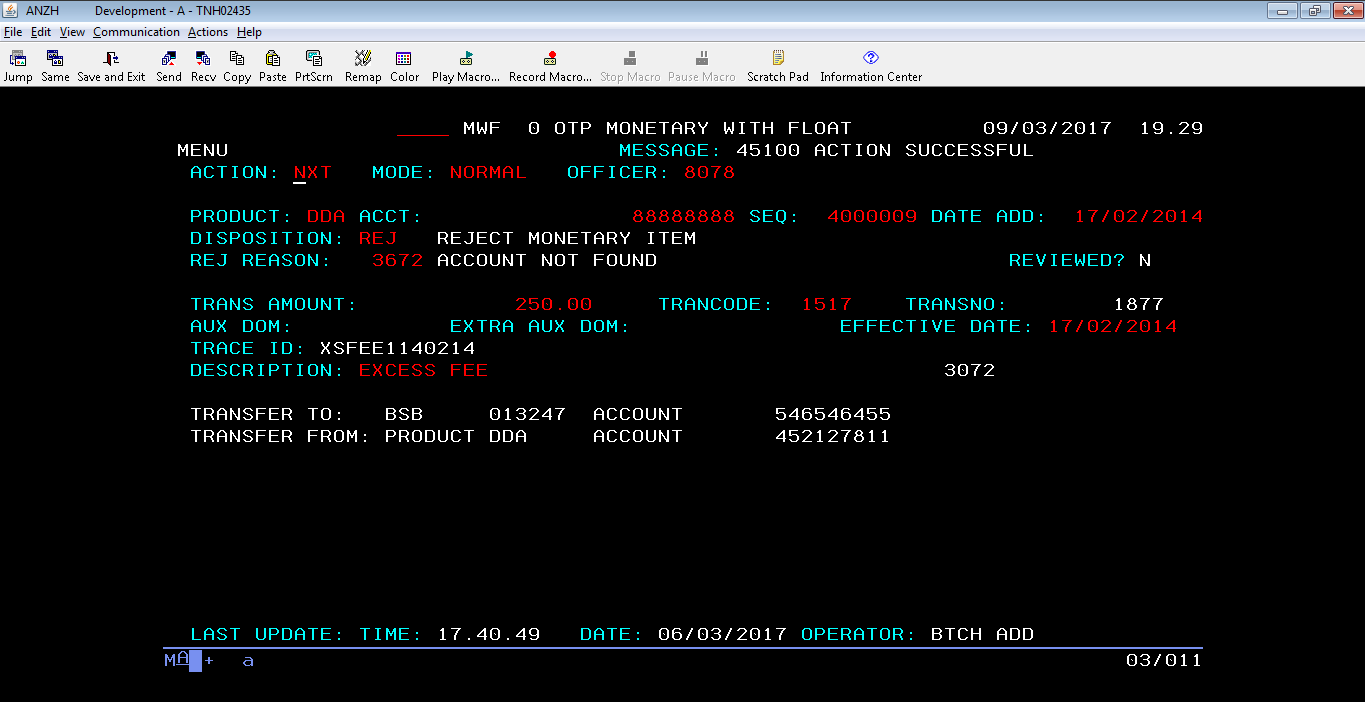 ANZH Development - A - TNH02435
File Edit View Communication Actions Help
Jump Same Save and Exit Send Recv Copy Paste PrtScrn Remap Color Play Macro... Record Macro... Stop Macro Pause Macro Scratch Pad Information Center
_____ MWF 0 OTP MONETARY WITH FLOAT 09/03/2017 19.29
MENU MESSAGE: 45100 ACTION SUCCESSFUL
ACTION: NXT MODE: NORMAL OFFICER: 8078
PRODUCT: DDA ACCT: 88888888 SEQ: 4000009 DATE ADD: 17/02/2014
DISPOSITION: REJ REJECT MONETARY ITEM
REJ REASON: 3672 ACCOUNT NOT FOUND REVIEWED? N
TRANS AMOUNT: 250.00 TRANCODE: 1517 TRANSNO: 1877
AUX DOM: EXTRA AUX DOM: EFFECTIVE DATE: 17/02/2014
TRACE ID: XSFEE1140214
DESCRIPTION: EXCESS FEE 3072
TRANSFER TO: BSB 013247 ACCOUNT 546546455
TRANSFER FROM: PRODUCT DDA ACCOUNT 452127811
LAST UPDATE: TIME: 17.40.49 DATE: 06/03/2017 OPERATOR: BTCH ADD
MA + a 03/011